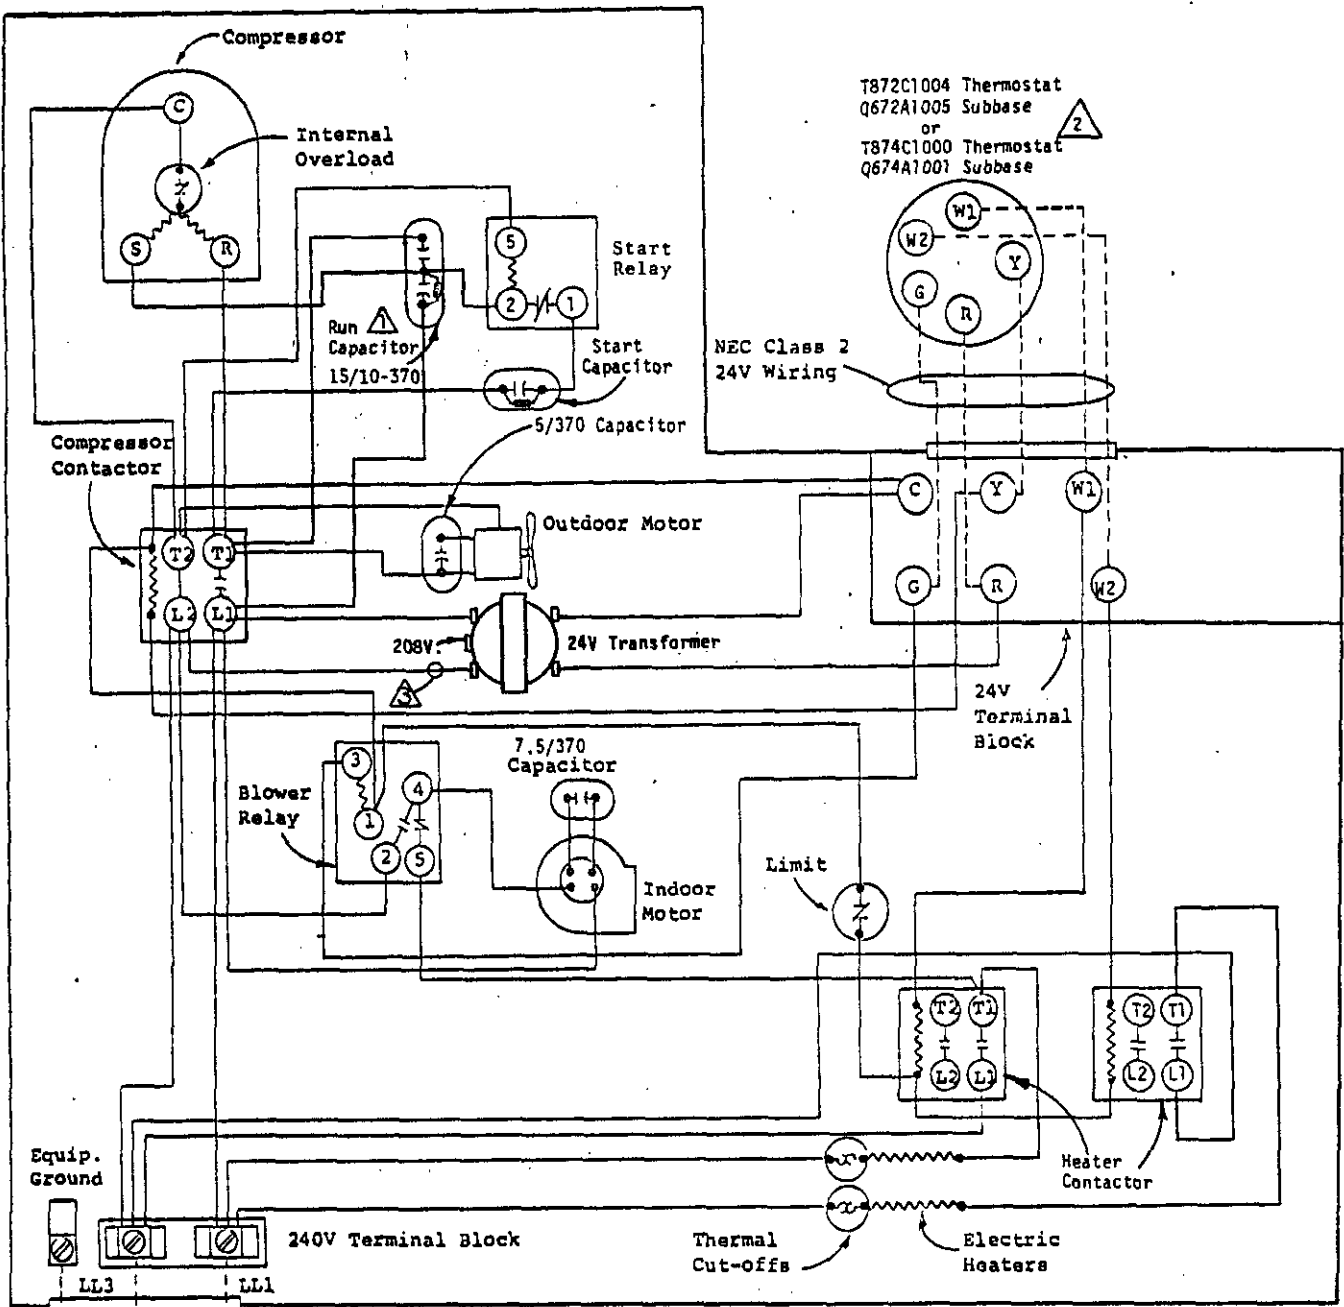 Compressor
C
Internal
Overload
S
R
5
2
1
Start
Relay
Run 1
Capacitor
15/10-370
Start
Capacitor
5/370 Capacitor
T872C1004 Thermostat
Q672A1005 Subbase
or
T874C1000 Thermostat
Q674A1001 Subbase
2
W1
W2
Y
G
R
NEC Class 2
24V Wiring
Compressor
Contactor
T2
T1
L2
L1
Outdoor Motor
208V.
24V Transformer
3
C
Y
W1
G
R
W2
24V
Terminal
Block
Blower
Relay
3
4
1
2
5
7.5/370
Capacitor
Indoor
Motor
Limit
T2
T1
L2
L1
T2
T1
L2
L1
Heater
Contactor
Equip.
Ground
240V Terminal Block
LL3
LL1
Thermal
Cut-offs
Electric
Heaters